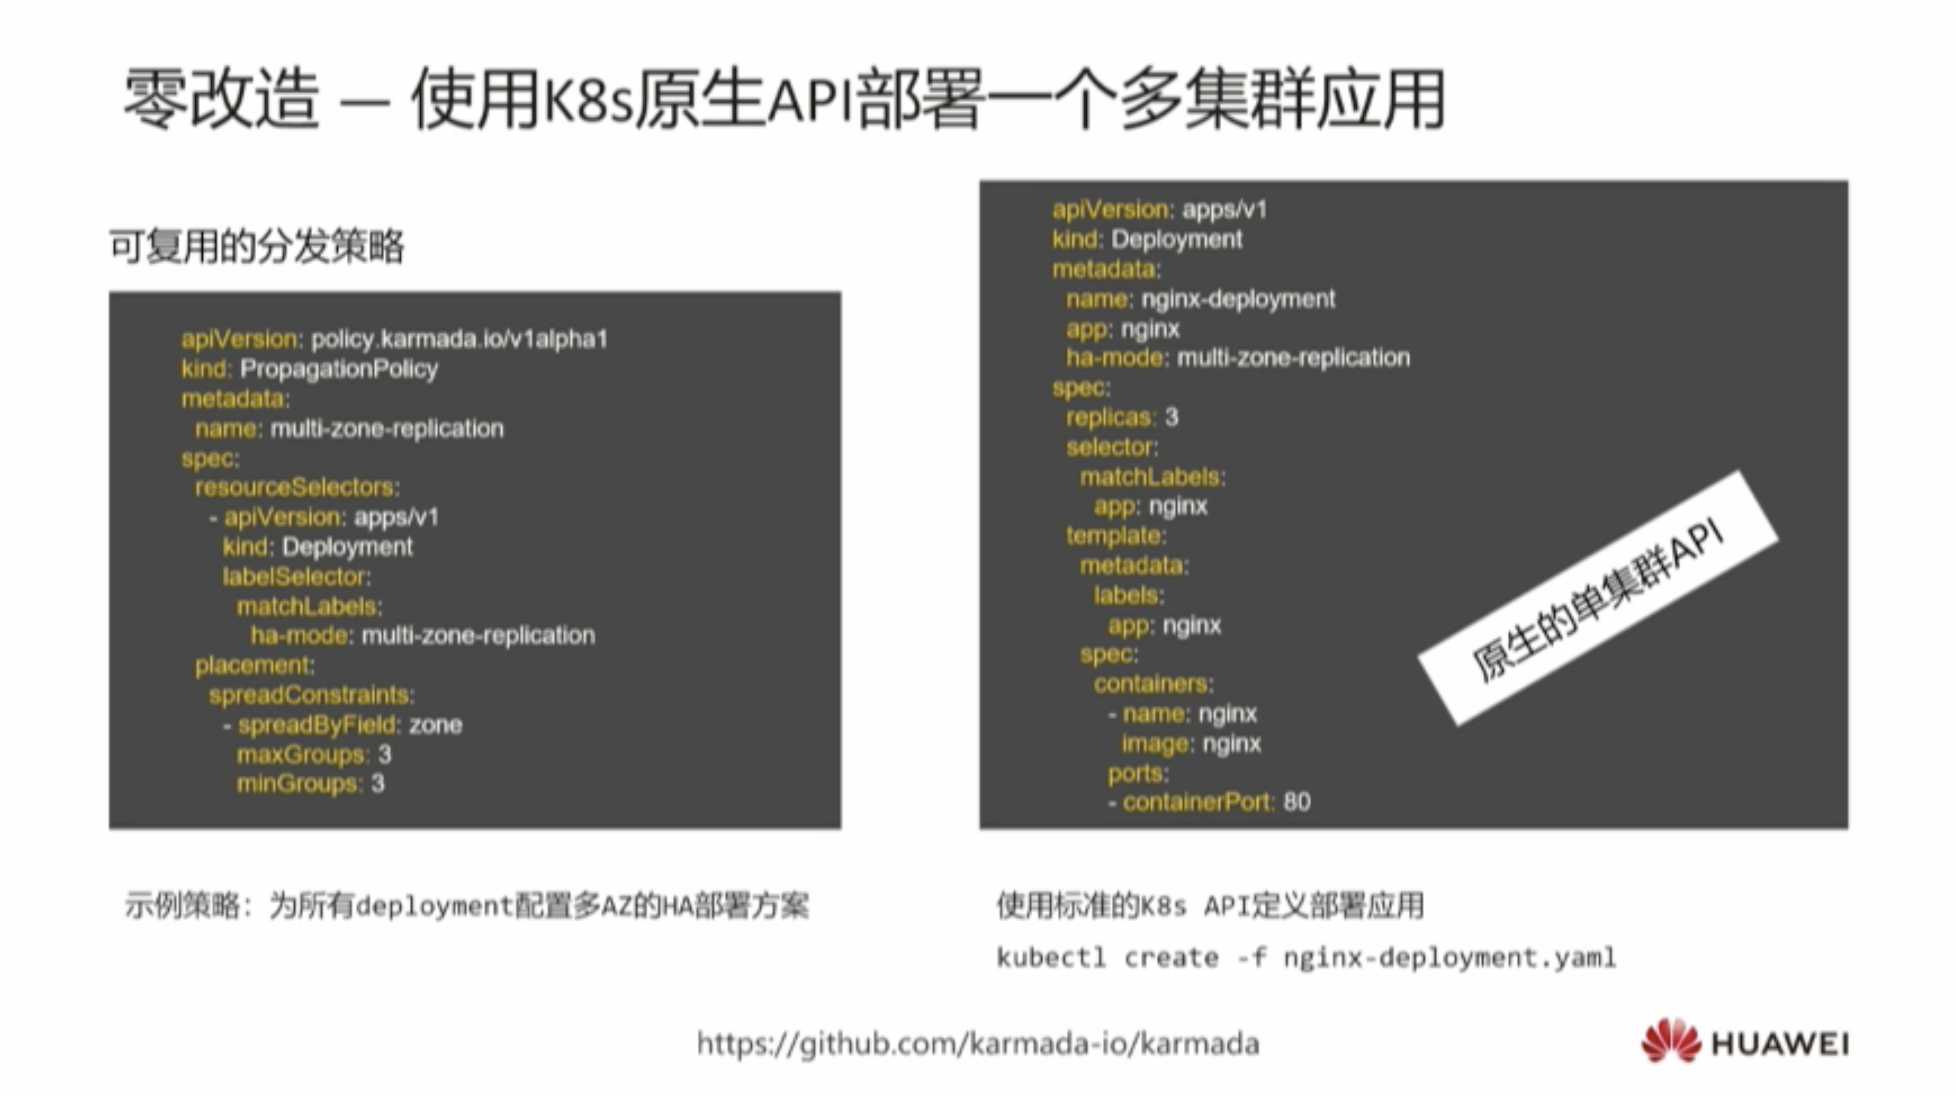 零改造 — 使用K8s原生API部署一个多集群应用
可复用的分发策略
apiVersion: policy.karmada.io/v1alpha1
kind: PropagationPolicy
metadata:
  name: multi-zone-replication
spec:
  resourceSelectors:
    - apiVersion: apps/v1
      kind: Deployment
      labelSelector:
        matchLabels:
          ha-mode: multi-zone-replication
  placement:
    spreadConstraints:
      - spreadByField: zone
        maxGroups: 3
        minGroups: 3
示例策略：为所有deployment配置多AZ的HA部署方案
apiVersion: apps/v1
kind: Deployment
metadata:
  name: nginx-deployment
  app: nginx
  ha-mode: multi-zone-replication
spec:
  replicas: 3
  selector:
    matchLabels:
      app: nginx
  template:
    metadata:
      labels:
        app: nginx
    spec:
      containers:
        - name: nginx
          image: nginx
        ports:
        - containerPort: 80
原生的单集群API
使用标准的K8s API定义部署应用
kubectl create -f nginx-deployment.yaml
https://github.com/karmada-io/karmada
HUAWEI